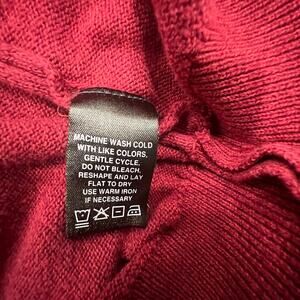 MACHINE WASH COLD
WITH LIKE COLORS.
GENTLE CYCLE.
DO NOT BLEACH.
RESHAPE AND LAY
FLAT TO DRY
USE WARM IRON
IF NECESSARY